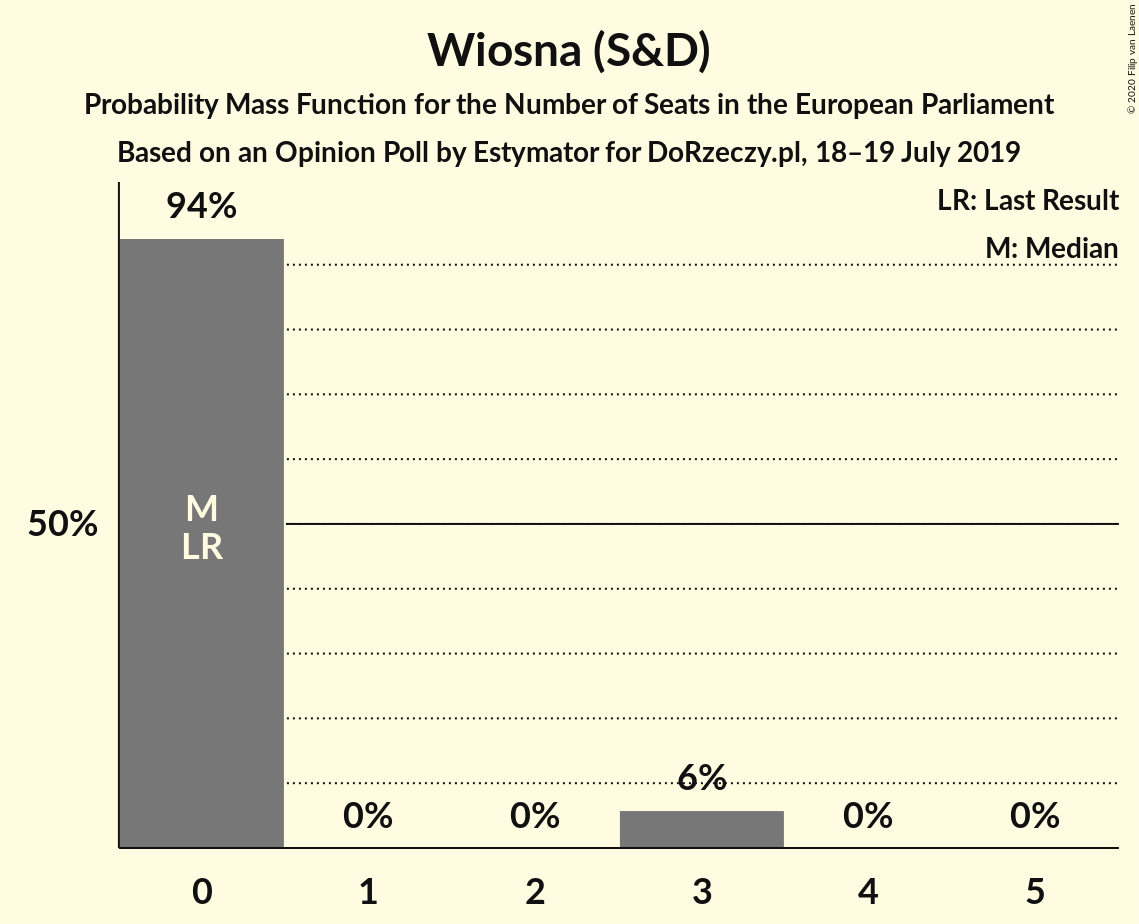 Wiosna (S&D)
Probability Mass Function for the Number of Seats in the European Parliament
Based on an Opinion Poll by Estymator for DoRzeczy.pl, 18–19 July 2019
© 2020 Filip van Laenen
LR: Last Result
M: Median
94%
50%
M
LR
0%
0%
6%
0%
0%
0
1
2
3
4
5